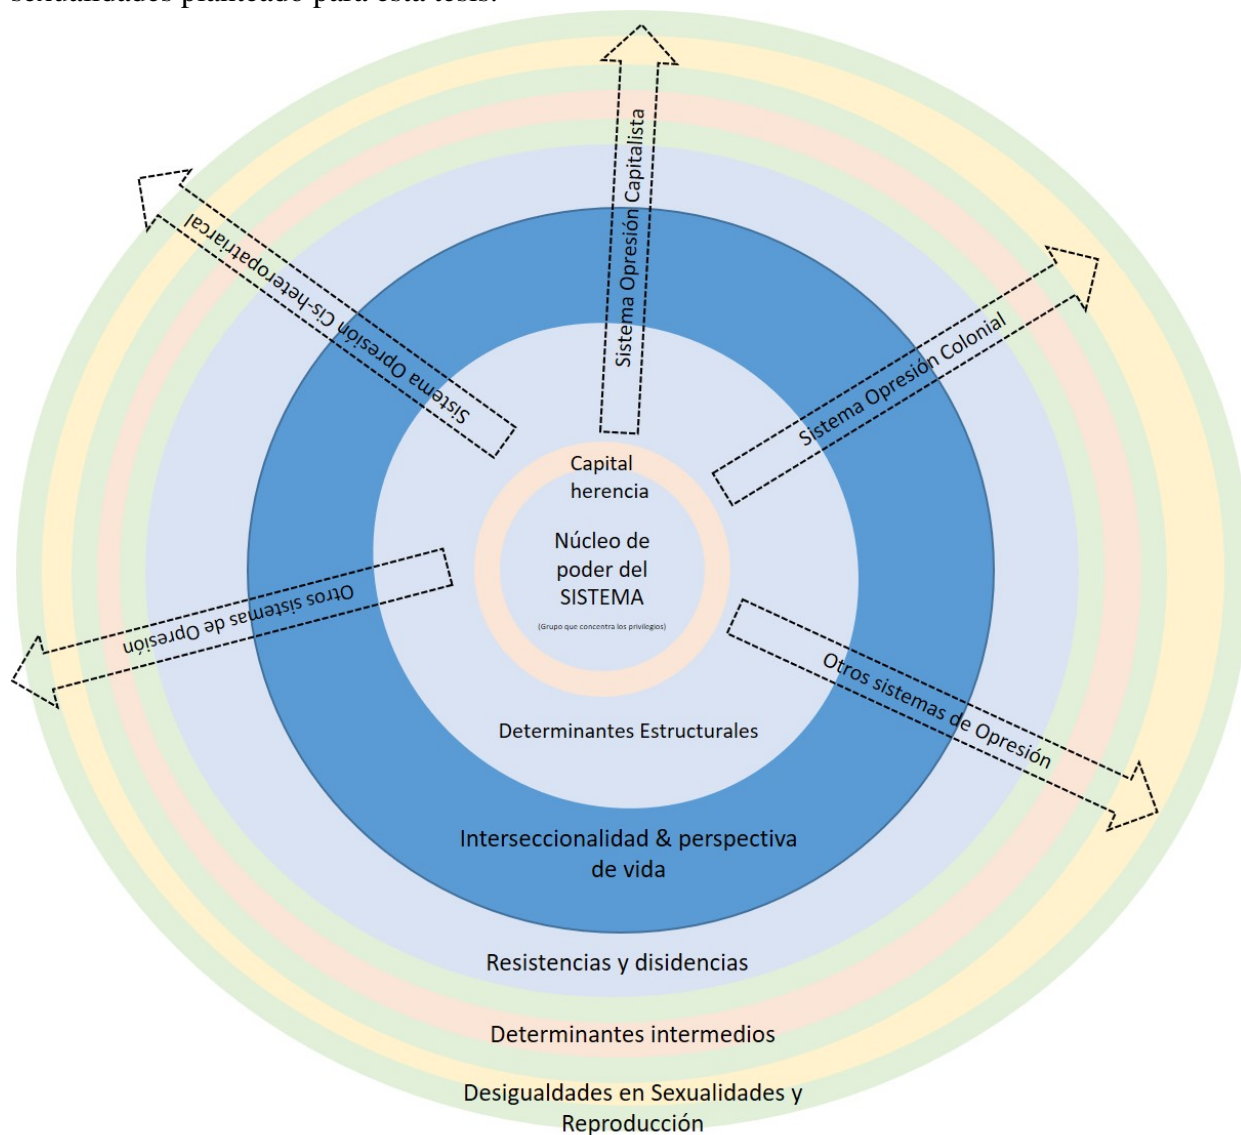 sexualidades planteado para esta tesis.
Sistema Opresión Capitalista
Sistema Opresión Cis-heteropatriarcal
Sistema Opresión Colonial
Capital
herencia
Núcleo de
poder del
SISTEMA
(Grupo que concentra los privilegios)
Otros sistemas de Opresión
Otros sistemas de Opresión
Determinantes Estructurales
Interseccionalidad & perspectiva
de vida
Resistencias y disidencias
Determinantes intermedios
Desigualdades en Sexualidades y
Reproducción